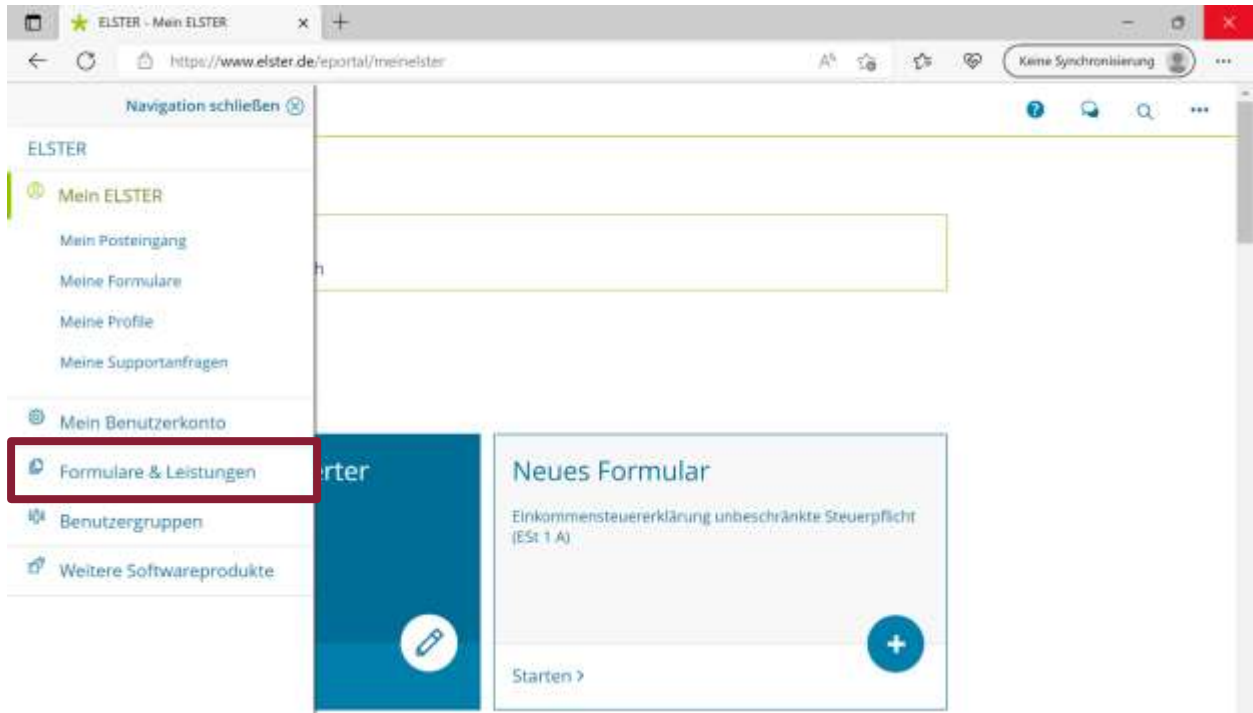 ELSTER - Mein ELSTER
https://www.elster.de/eportal/meinelster
Keine Synchronisierung
Navigation schließen
ELSTER
Mein ELSTER
Mein Posteingang
Meine Formulare
Meine Profile
Meine Supportanfragen
Mein Benutzerkonto
Formulare & Leistungen
Benutzergruppen
Weitere Softwareprodukte
h
erter
Neues Formular
Einkommensteuererklärung unbeschränkte Steuerpflicht
(ESt 1 A)
Starten >